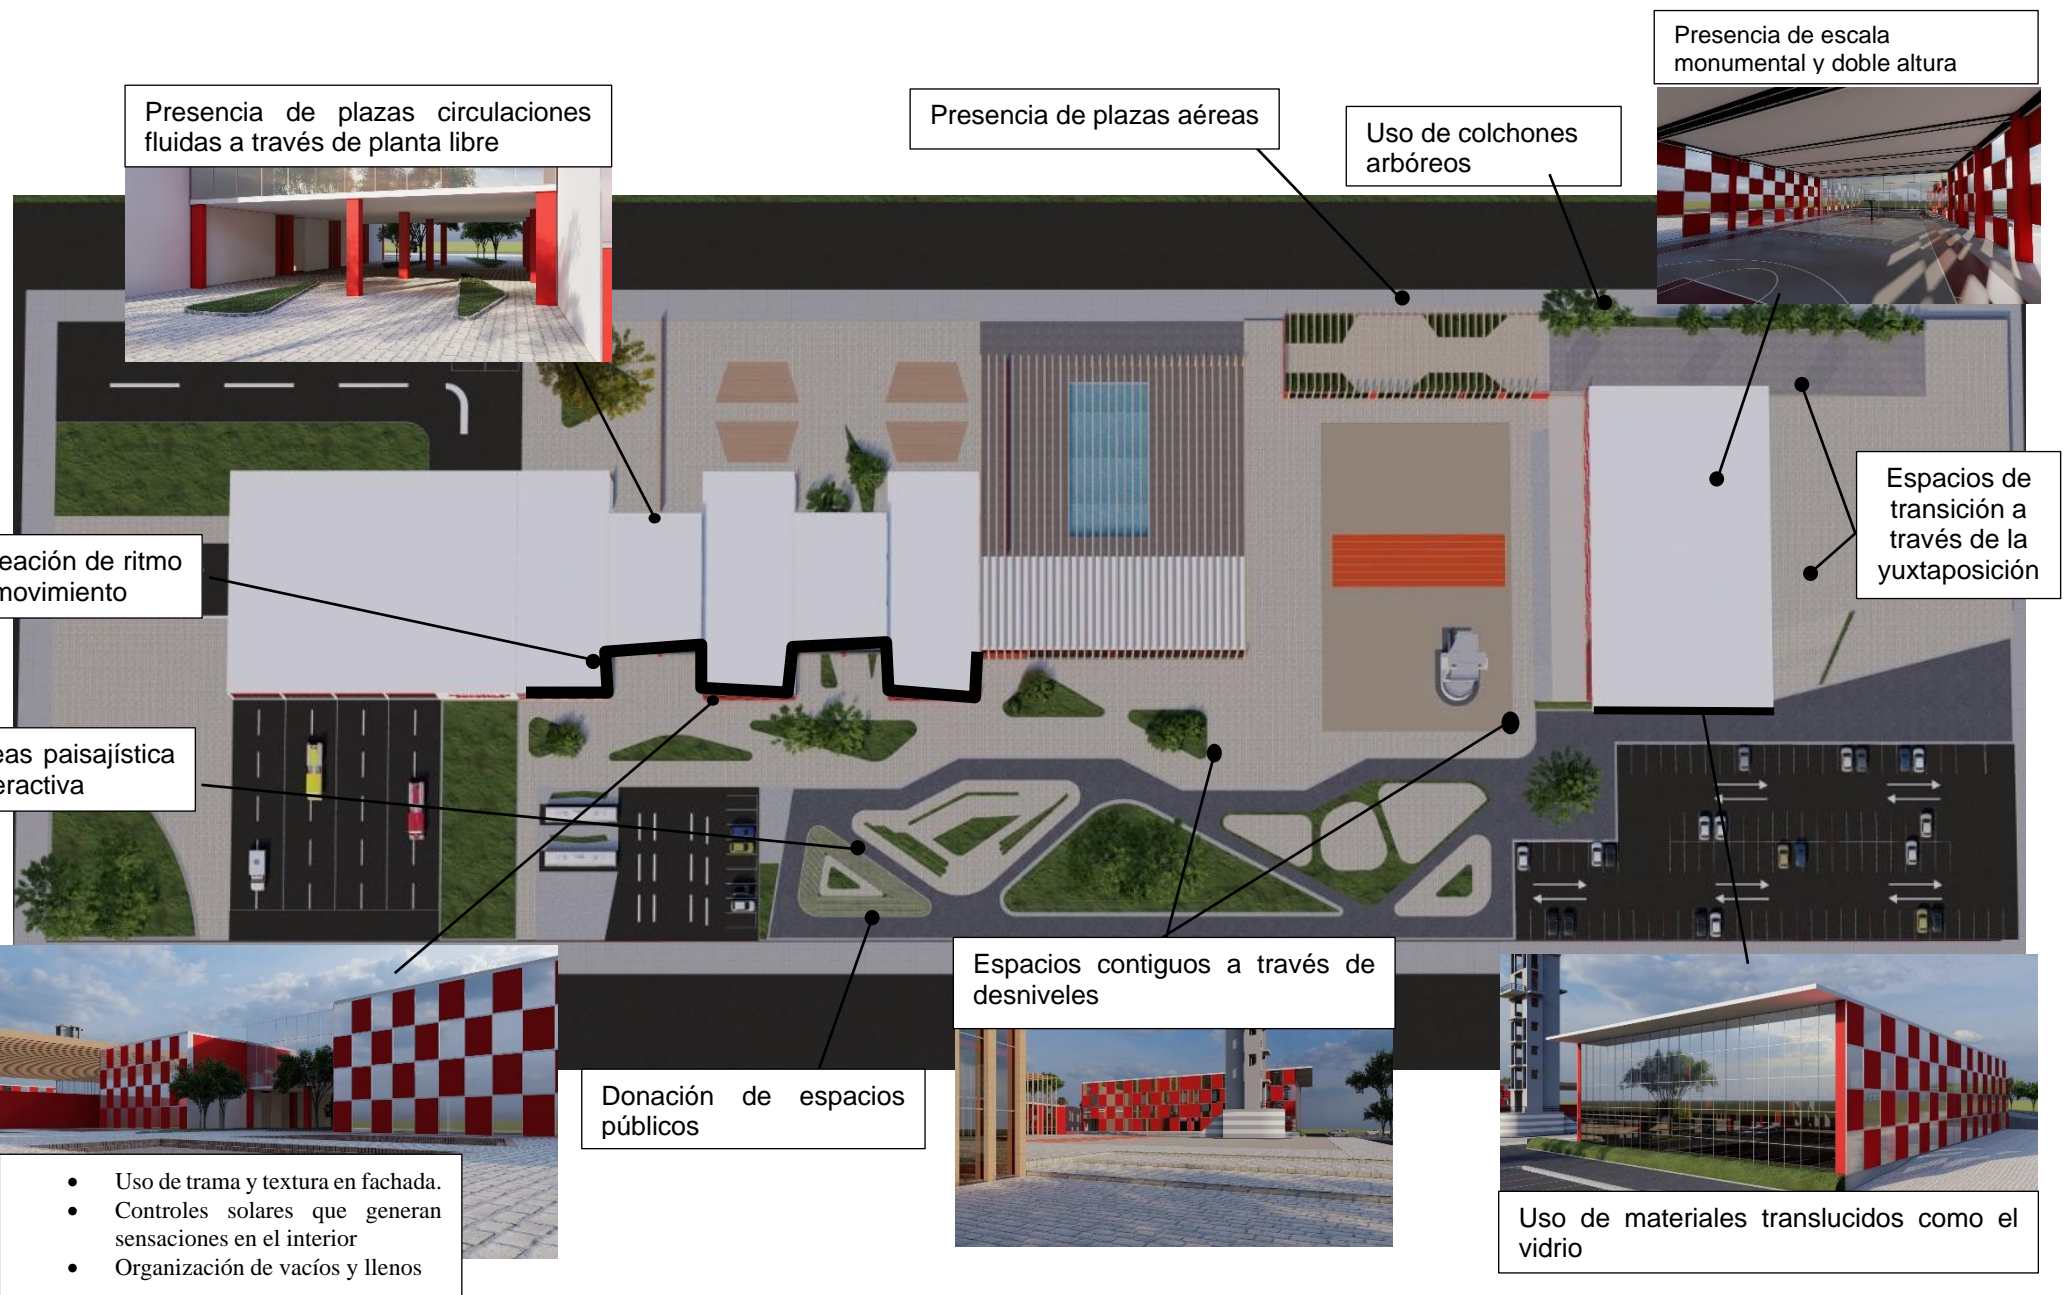 Presencia de escala
monumental y doble altura
Presencia de plazas circulaciones
fluidas a través de planta libre
Presencia de plazas aéreas
Uso de colchones
arbóreos
Espacios de
transición a
través de la
yuxtaposición
eación de ritmo
movimiento
eas paisajística
eractiva
Espacios contiguos a través de
desniveles
Donación de espacios
públicos
• Uso de trama y textura en fachada.
• Controles solares que generan
sensaciones en el interior
• Organización de vacíos y llenos
Uso de materiales translucidos como el
vidrio